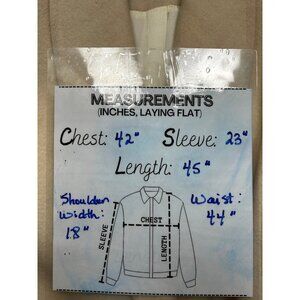 MEASUREMENTS
(INCHES, LAYING FLAT)
Chest: 42" Sleeve: 23"
Length: 45"
Shoulder Width: 18"
Waist: 44"
SLEEVE
CHEST
LENGTH